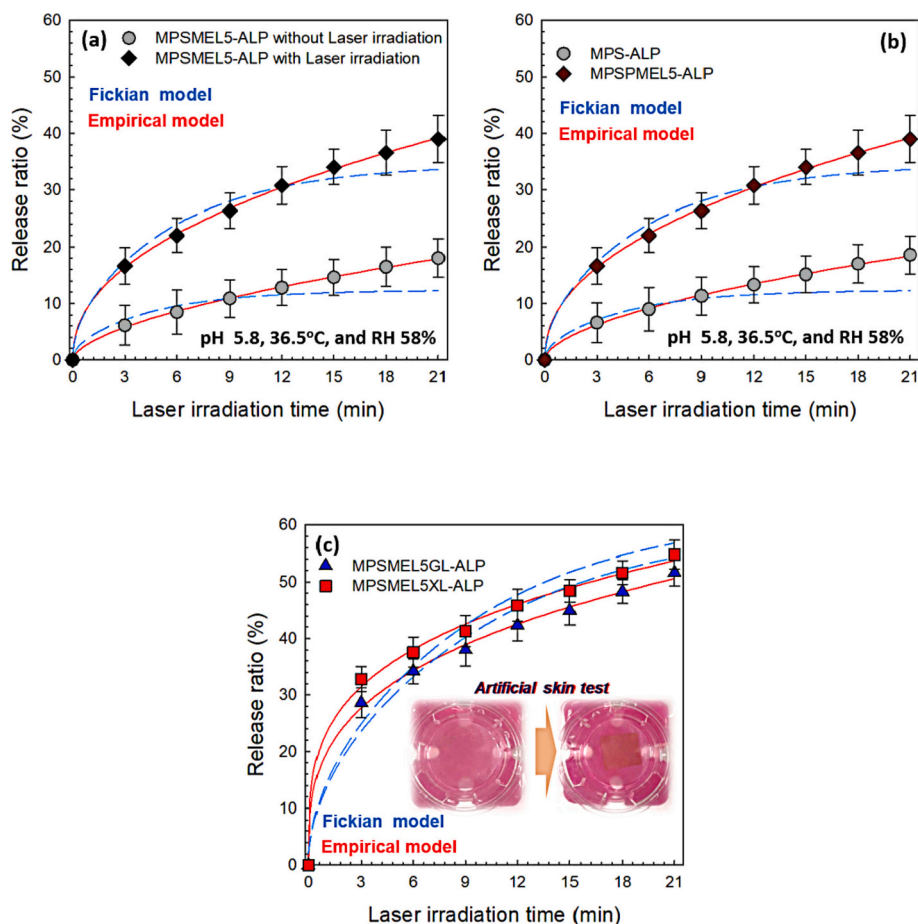 (a)
MPSMEL5-ALP without Laser irradiation
MPSMEL5-ALP with Laser irradiation
Fickian model
Empirical model
pH 5.8, 36.5°C, and RH 58%
Release ratio (%)
60
50
40
30
20
10
0
0 3 6 9 12 15 18 21
Laser irradiation time (min)
(b)
MPS-ALP
MPSPMEL5-ALP
Fickian model
Empirical model
pH 5.8, 36.5°C, and RH 58%
Release ratio (%)
60
50
40
30
20
10
0
0 3 6 9 12 15 18 21
Laser irradiation time (min)
(c)
MPSMEL5GL-ALP
MPSMEL5XL-ALP
Artificial skin test
Fickian model
Empirical model
Release ratio (%)
60
50
40
30
20
10
0
0 3 6 9 12 15 18 21
Laser irradiation time (min)